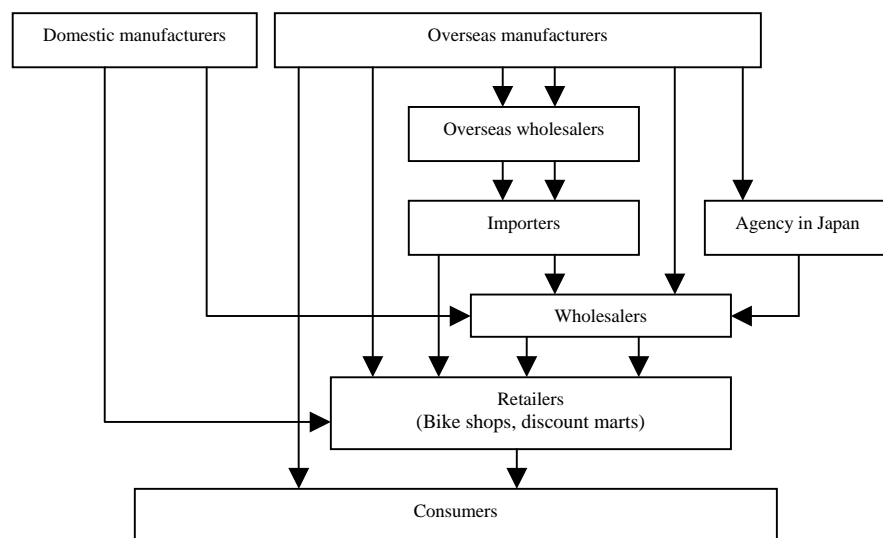 Domestic manufacturers
Overseas manufacturers
Overseas wholesalers
Importers
Agency in Japan
Wholesalers
Retailers
(Bike shops, discount marts)
Consumers